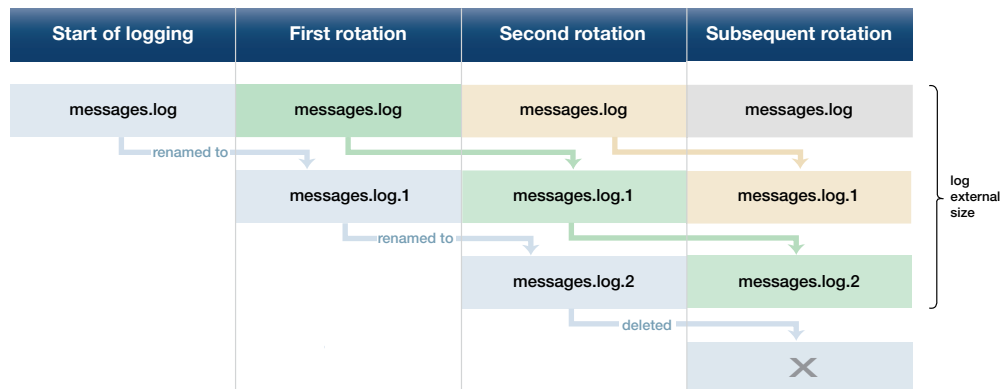 Start of logging First rotation Second rotation Subsequent rotation
messages.log messages.log messages.log messages.log
renamed to
messages.log.1 messages.log.1 messages.log.1
log
external
size
renamed to
messages.log.2 messages.log.2
deleted
X